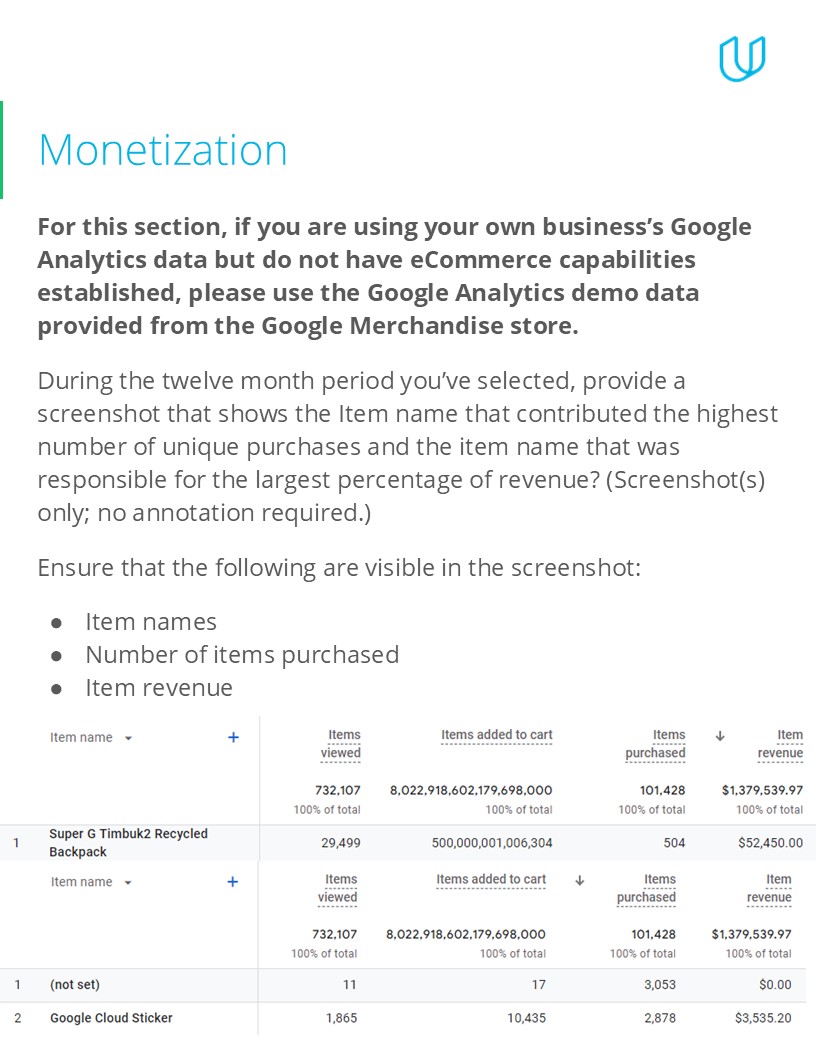 Monetization
For this section, if you are using your own business’s Google
Analytics data but do not have eCommerce capabilities
established, please use the Google Analytics demo data
provided from the Google Merchandise store.
During the twelve month period you’ve selected, provide a
screenshot that shows the Item name that contributed the highest
number of unique purchases and the item name that was
responsible for the largest percentage of revenue? (Screenshot(s)
only; no annotation required.)
Ensure that the following are visible in the screenshot:
● Item names
● Number of items purchased
● Item revenue
Item name + Items viewed Items added to cart Items purchased ↓ Item revenue
732,107 8,022,918,602,179,698,000 101,428 $1,379,539.97
100% of total 100% of total 100% of total 100% of total
1 Super G Timbuk2 Recycled Backpack 29,499 500,000,001,006,304 504 $52,450.00
Item name + Items viewed Items added to cart ↓ Items purchased Item revenue
732,107 8,022,918,602,179,698,000 101,428 $1,379,539.97
100% of total 100% of total 100% of total 100% of total
1 (not set) 11 17 3,053 $0.00
2 Google Cloud Sticker 1,865 10,435 2,878 $3,535.20